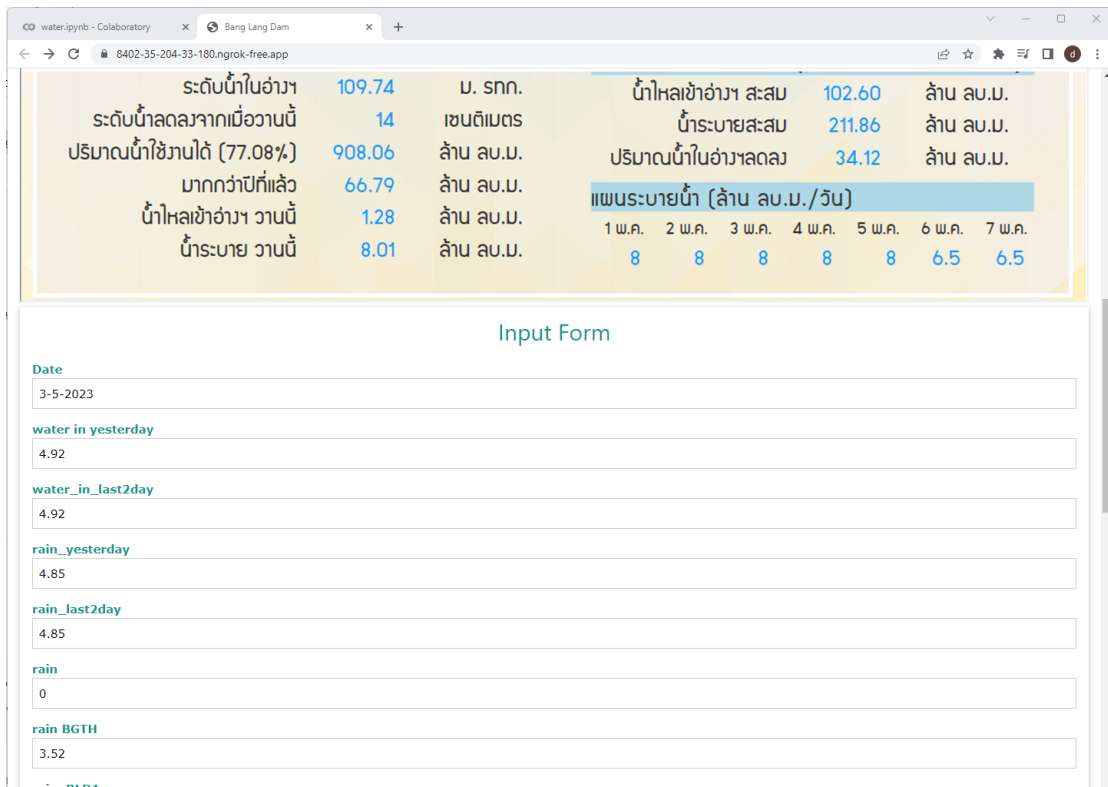 water.ipynb - Colaboratory
Bang Lang Dam
8402-35-204-33-180.ngrok-free.app
d
ระดับน้ำในอ่างฯ 109.74 ม. รทก.
ระดับน้ำลดลงจากเมื่อวานนี้ 14 เซนติเมตร
ปริมาณน้ำใช้งานได้ (77.08%) 908.06 ล้าน ลบ.ม.
มากกว่าปีที่แล้ว 66.79 ล้าน ลบ.ม.
น้ำไหลเข้าอ่างฯ วานนี้ 1.28 ล้าน ลบ.ม.
น้ำระบาย วานนี้ 8.01 ล้าน ลบ.ม.
น้ำไหลเข้าอ่างฯ สะสม 102.60 ล้าน ลบ.ม.
น้ำระบายสะสม 211.86 ล้าน ลบ.ม.
ปริมาณน้ำในอ่างฯลดลง 34.12 ล้าน ลบ.ม.
แผนระบายน้ำ (ล้าน ลบ.ม./วัน)
1 พ.ค. 2 พ.ค. 3 พ.ค. 4 พ.ค. 5 พ.ค. 6 พ.ค. 7 พ.ค.
8 8 8 8 8 6.5 6.5
Input Form
Date
3-5-2023
water in yesterday
4.92
water_in_last2day
4.92
rain_yesterday
4.85
rain_last2day
4.85
rain
0
rain BGTH
3.52